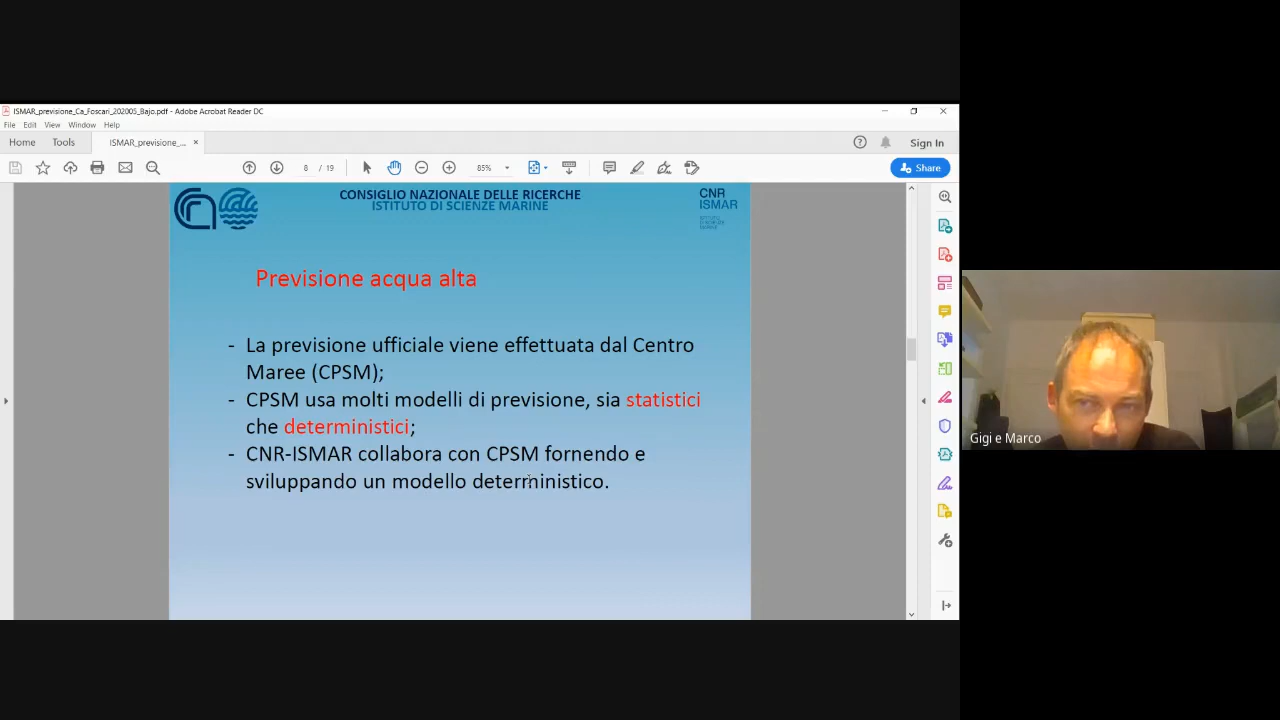 ISMAR_previsione_Ca_Foscari_202005_Bajo.pdf - Adobe Acrobat Reader DC
File Edit View Window Help
Home Tools ISMAR_previsione_... × Sign In
8 / 19 85% Share
CONSIGLIO NAZIONALE DELLE RICERCHE
ISTITUTO DI SCIENZE MARINE
CNR
ISMAR
Previsione acqua alta
- La previsione ufficiale viene effettuata dal Centro
Maree (CPSM);
- CPSM usa molti modelli di previsione, sia statistici
che deterministici;
- CNR-ISMAR collabora con CPSM fornendo e
sviluppando un modello deterministico.
Gigi e Marco